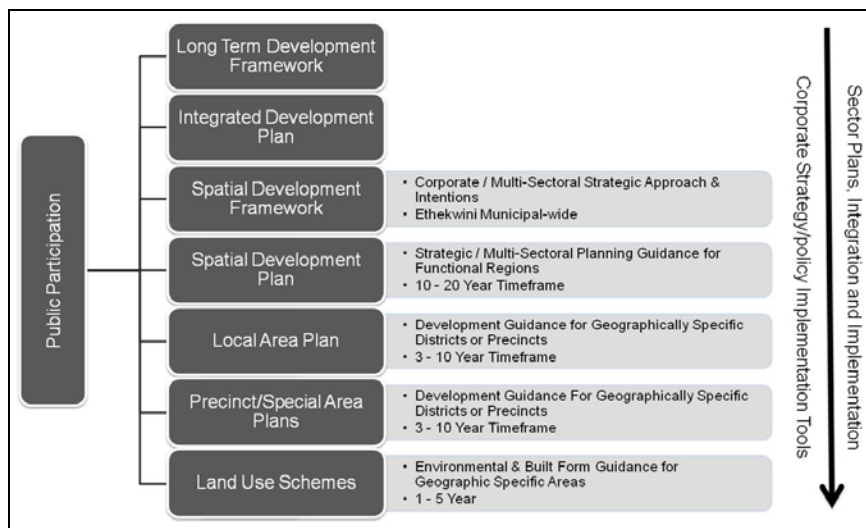 Public Participation
Long Term Development
Framework
Integrated Development
Plan
Spatial Development
Framework
• Corporate / Multi-Sectoral Strategic Approach &
Intentions
• Ethekwini Municipal-wide
Spatial Development
Plan
• Strategic / Multi-Sectoral Planning Guidance for
Functional Regions
• 10 - 20 Year Timeframe
Local Area Plan
• Development Guidance for Geographically Specific
Districts or Precincts
• 3 - 10 Year Timeframe
Precinct/Special Area
Plans
• Development Guidance For Geographically Specific
Districts or Precincts
• 3 - 10 Year Timeframe
Land Use Schemes
• Environmental & Built Form Guidance for
Geographic Specific Areas
• 1 - 5 Year
Sector Plans, Integration and Implementation
Corporate Strategy/policy Implementation Tools